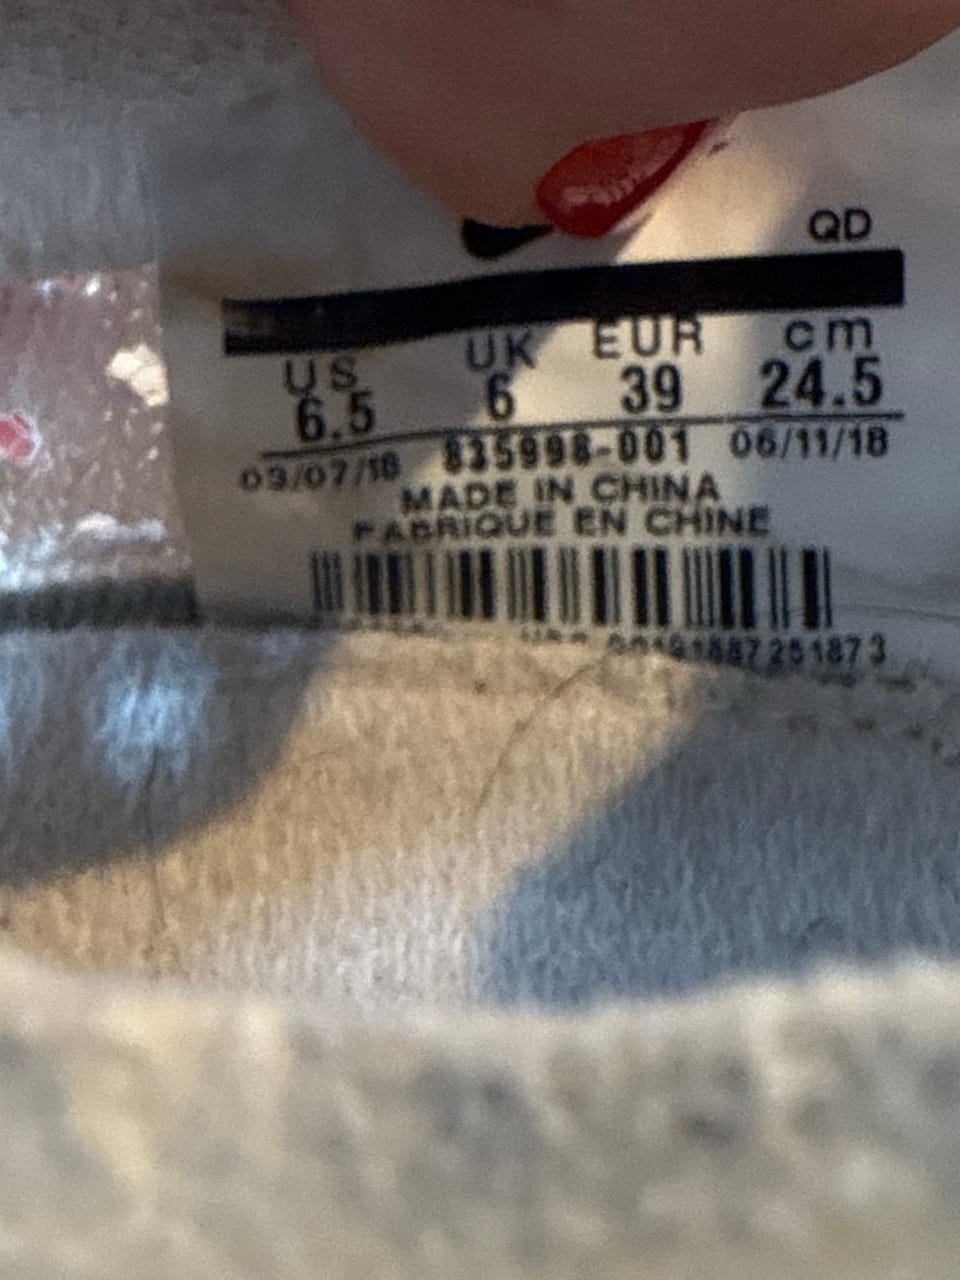 QD
US UK EUR cm
6.5 6 39 24.5
03/07/18 835998-001 06/11/18
MADE IN CHINA
FABRIQUE EN CHINE
00191887251873